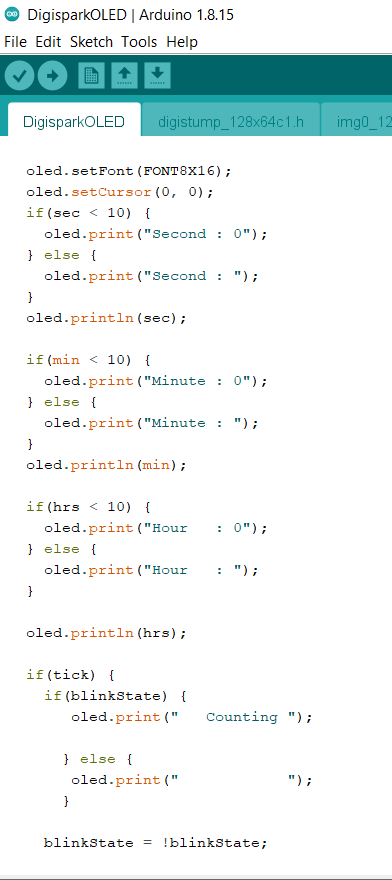 DigisparkOLED | Arduino 1.8.15
File Edit Sketch Tools Help
DigisparkOLED digistump_128x64c1.h img0_12
oled.setFont(FONT8X16);
oled.setCursor(0, 0);
if(sec < 10) {
  oled.print("Second : 0");
} else {
  oled.print("Second : ");
}
oled.println(sec);

if(min < 10) {
  oled.print("Minute : 0");
} else {
  oled.print("Minute : ");
}
oled.println(min);

if(hrs < 10) {
  oled.print("Hour   : 0");
} else {
  oled.print("Hour   : ");
}

oled.println(hrs);

if(tick) {
  if(blinkState) {
     oled.print("   Counting ");

    } else {
     oled.print("            ");
    }

  blinkState = !blinkState;